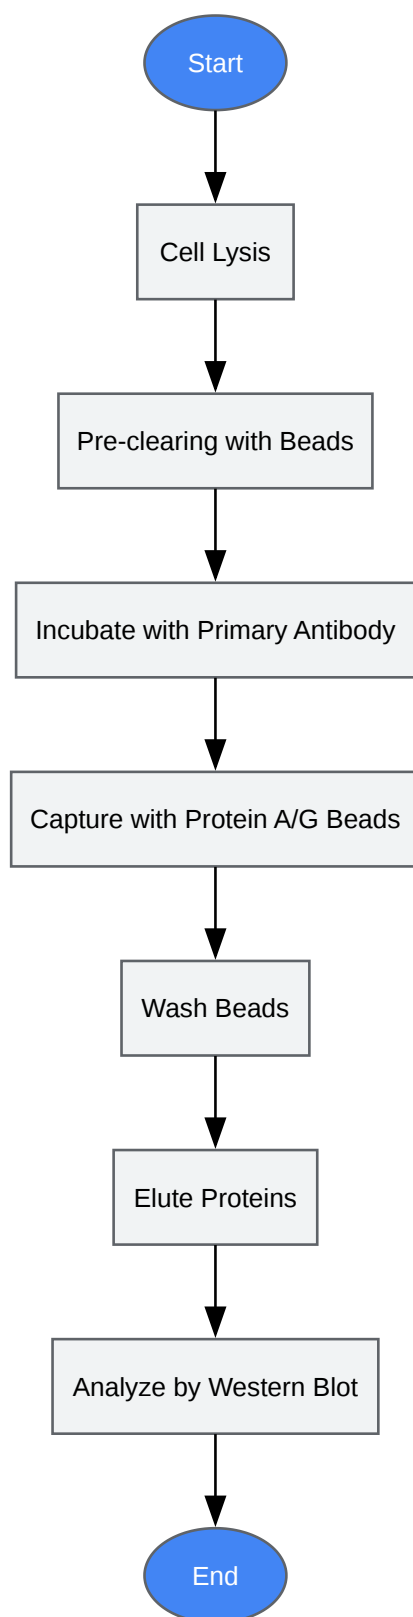 Start
Cell Lysis
Pre-clearing with Beads
Incubate with Primary Antibody
Capture with Protein A/G Beads
Wash Beads
Elute Proteins
Analyze by Western Blot
End